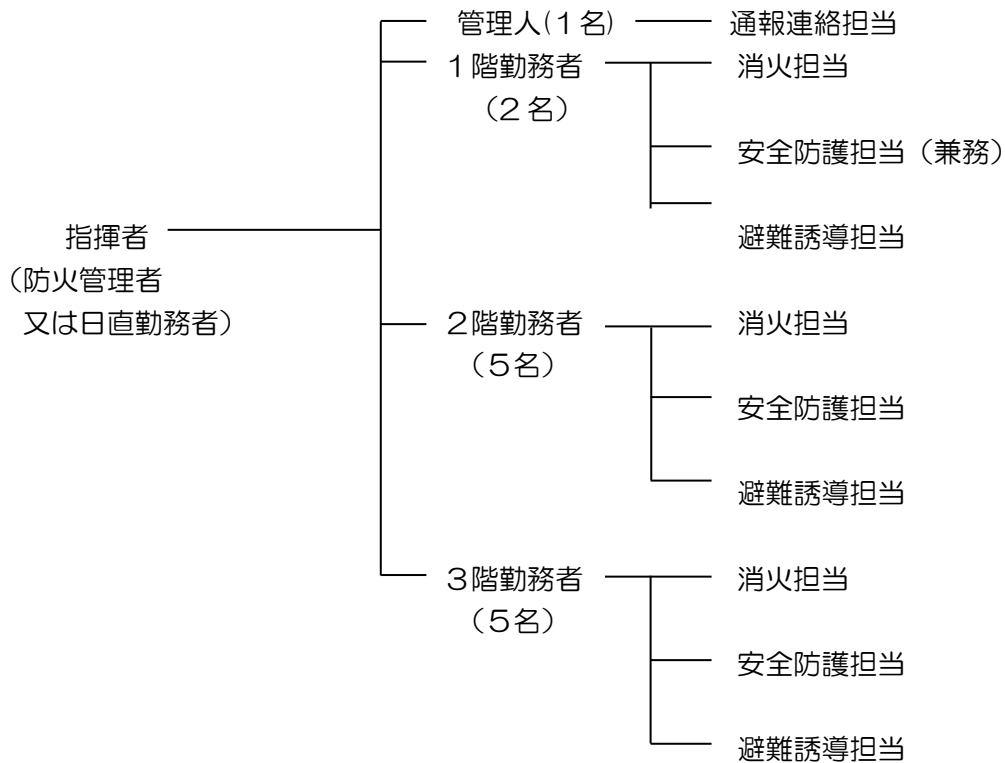 管理人(１名) 通報連絡担当
１階勤務者 消火担当
（２名）
安全防護担当（兼務）
指揮者 避難誘導担当
（防火管理者
又は日直勤務者） ２階勤務者 消火担当
（５名）
安全防護担当
避難誘導担当
３階勤務者 消火担当
（５名）
安全防護担当
避難誘導担当